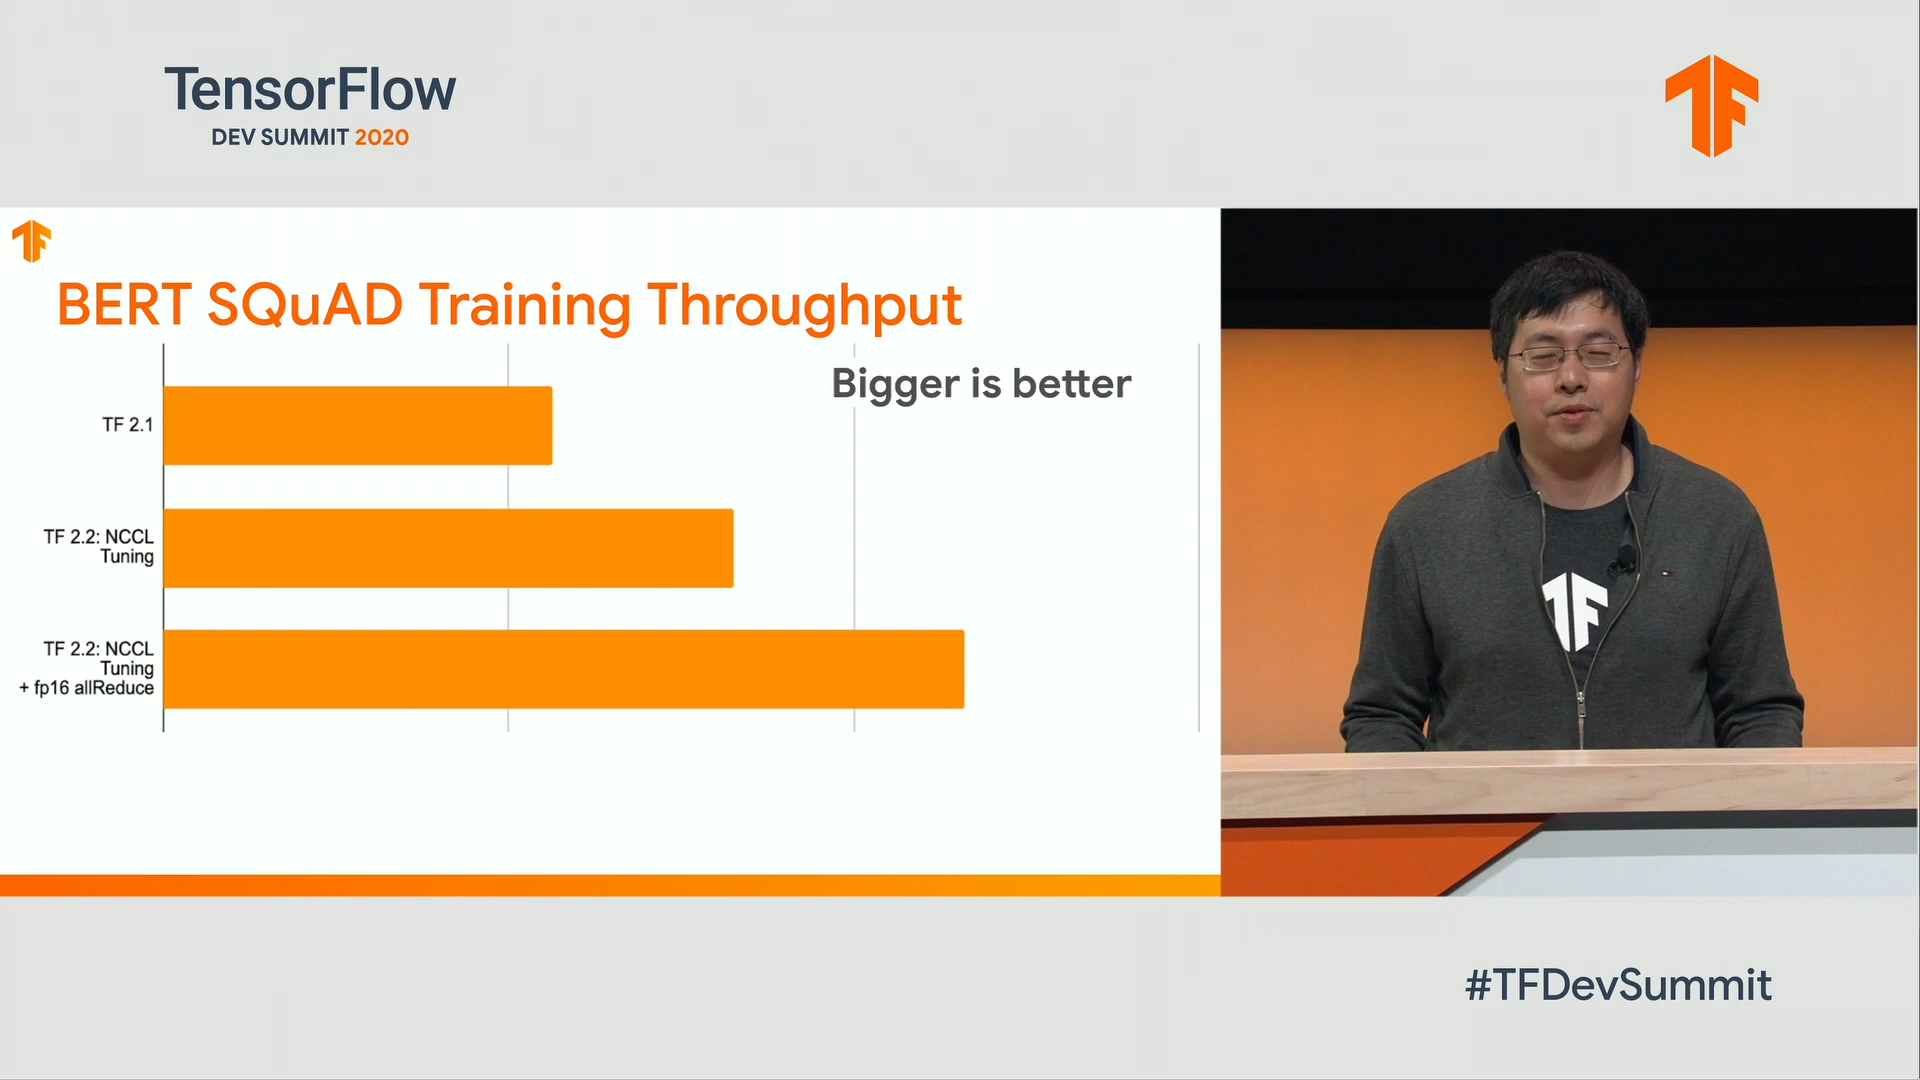 TensorFlow
DEV SUMMIT 2020
BERT SQuAD Training Throughput
Bigger is better
TF 2.1
TF 2.2: NCCL
Tuning
TF 2.2: NCCL
Tuning
+ fp16 allReduce
#TFDevSummit